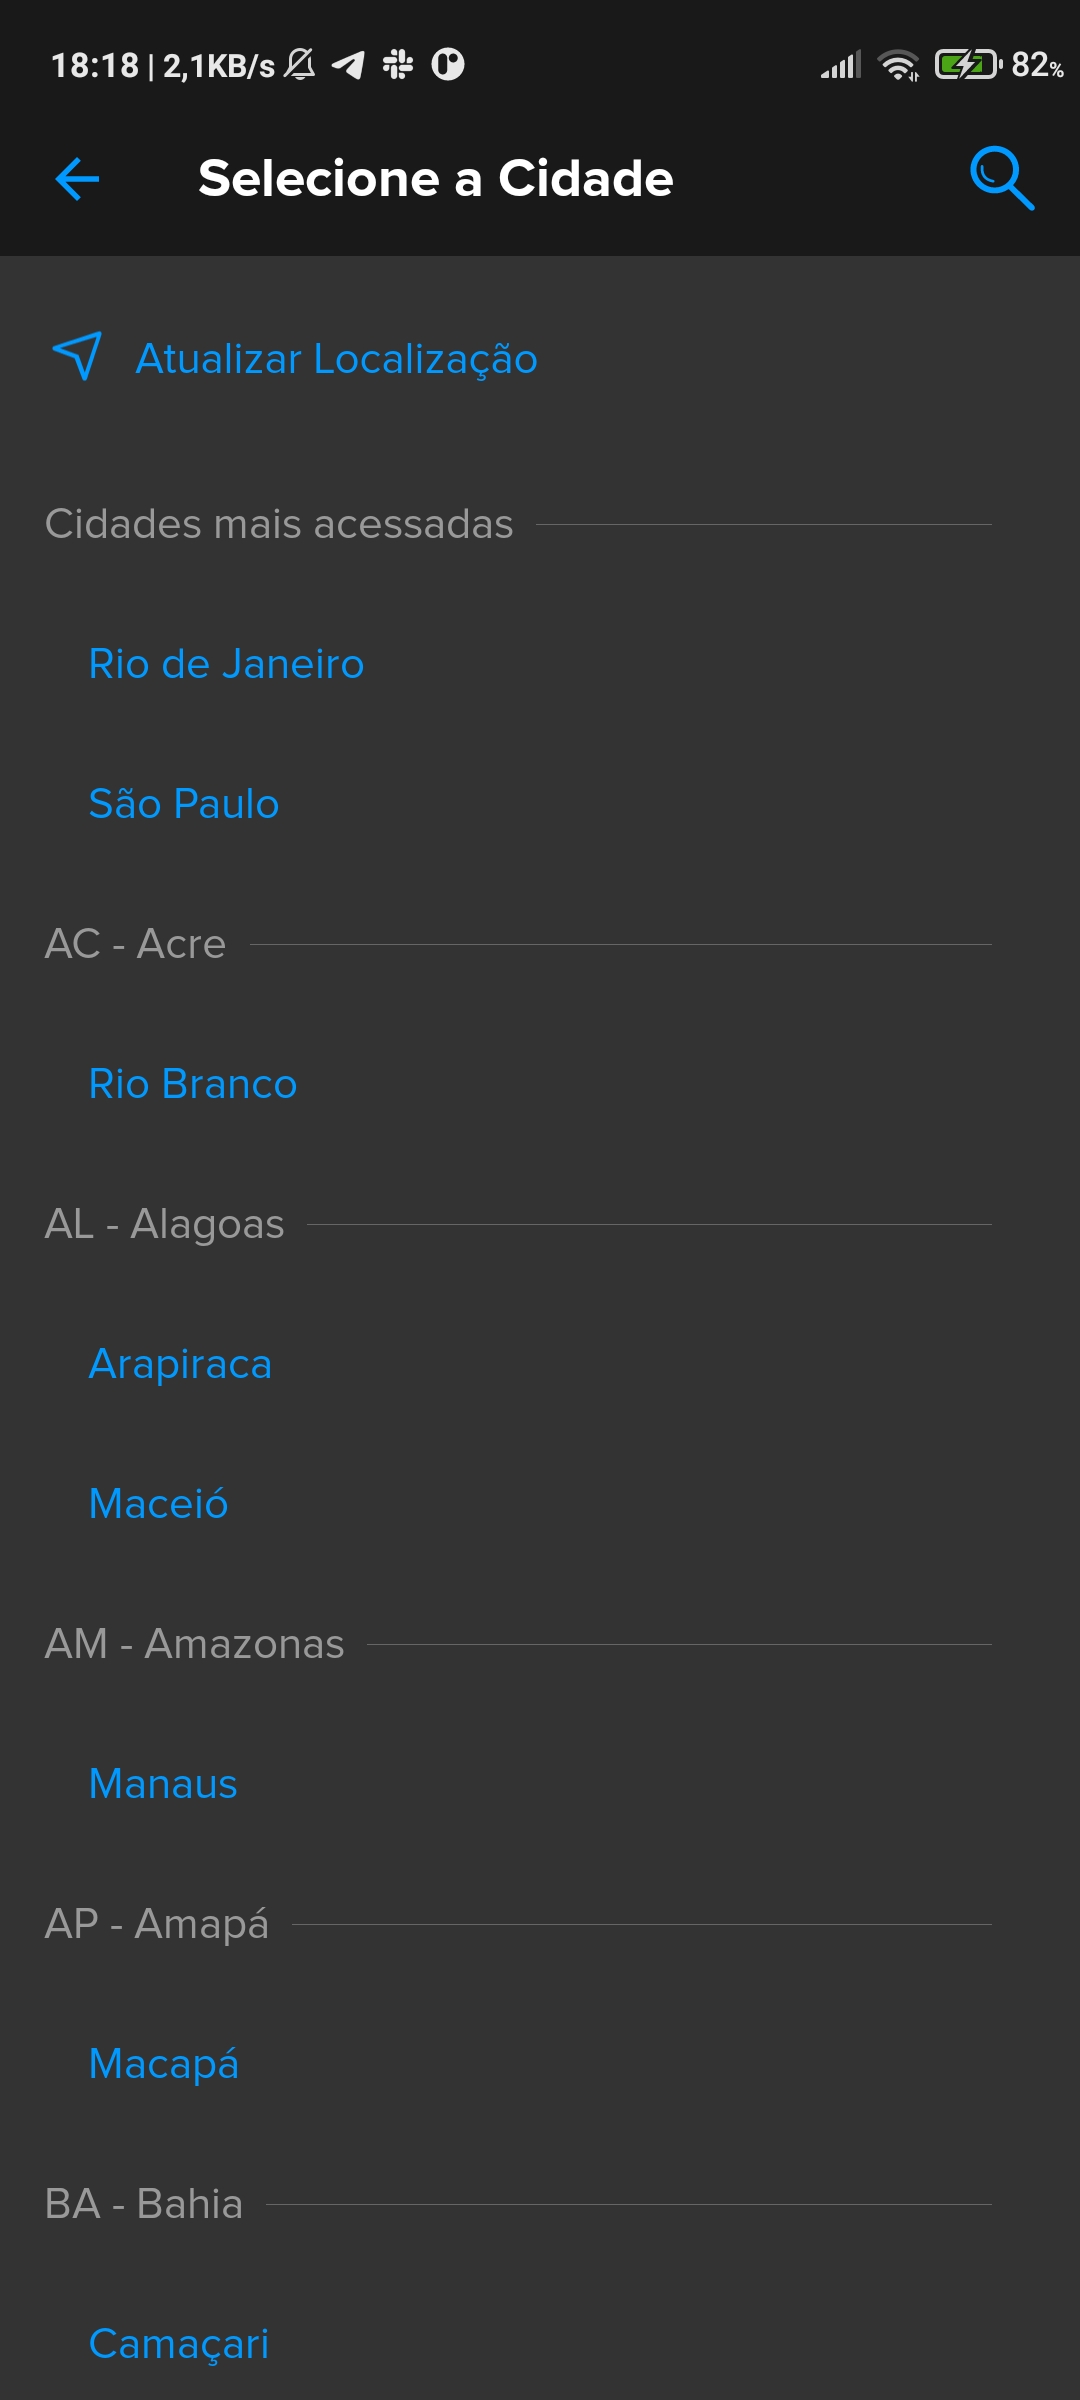 18:18 | 2,1KB/s 82%
Selecione a Cidade
Atualizar Localização
Cidades mais acessadas
Rio de Janeiro
São Paulo
AC - Acre
Rio Branco
AL - Alagoas
Arapiraca
Maceió
AM - Amazonas
Manaus
AP - Amapá
Macapá
BA - Bahia
Camaçari